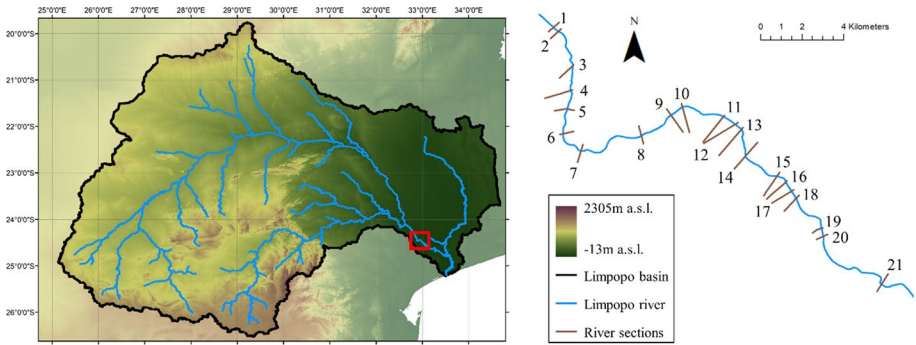 25°0'0"E 26°0'0"E 27°0'0"E 28°0'0"E 29°0'0"E 30°0'0"E 31°0'0"E 32°0'0"E 33°0'0"E 34°0'0"E
20°0'0"S
21°0'0"S
22°0'0"S
23°0'0"S
24°0'0"S
25°0'0"S
26°0'0"S
N
0 1 2 4 Kilometers
1
2
3
4
5
6
7
8
9
10
11
12
13
14
15
16
17
18
19
20
21
2305m a.s.l.
-13m a.s.l.
Limpopo basin
Limpopo river
River sections